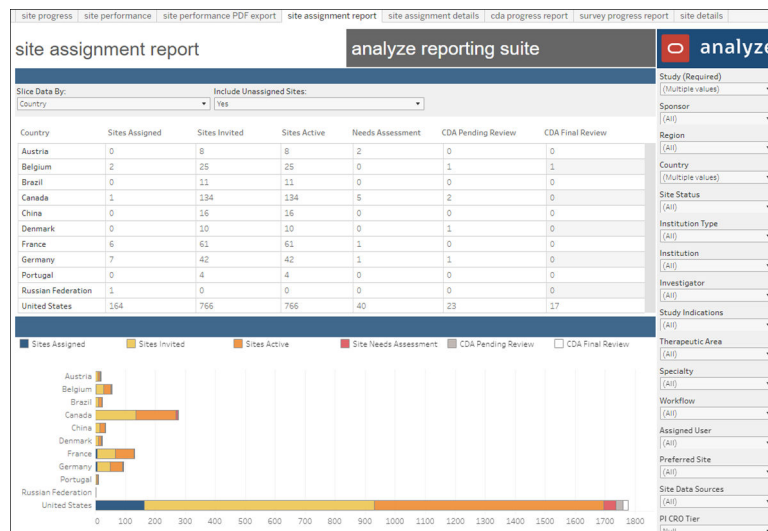 site progress site performance site performance PDF export site assignment report site assignment details cda progress report survey progress report site details
site assignment report
analyze reporting suite
analyze
Slice Data By:
Include Unassigned Sites:
Country
Yes
Country Sites Assigned Sites Invited Sites Active Needs Assessment CDA Pending Review CDA Final Review
Austria 0 8 8 2 0 0
Belgium 2 25 25 0 1 1
Brazil 0 11 11 0 0 0
Canada 1 134 134 5 2 0
China 0 16 16 0 0 0
Denmark 0 10 10 0 1 0
France 6 61 61 1 0 0
Germany 7 42 42 1 1 0
Portugal 0 4 4 0 0 0
Russian Federation 1 0 0 0 0 0
United States 164 766 766 40 23 17
Sites Assigned Sites Invited Sites Active Site Needs Assessment CDA Pending Review CDA Final Review
Austria
Belgium
Brazil
Canada
China
Denmark
France
Germany
Portugal
Russian Federation
United States
0 100 200 300 400 500 600 700 800 900 1000 1100 1200 1300 1400 1500 1600 1700 1800
Study (Required)
(Multiple values)
Sponsor
(All)
Region
(All)
Country
(Multiple values)
Site Status
(All)
Institution Type
(All)
Institution
(All)
Investigator
(All)
Study Indications
(All)
Therapeutic Area
(All)
Specialty
(All)
Workflow
(All)
Assigned User
(All)
Preferred Site
(All)
Site Data Sources
(All)
PI CRO Tier
Null